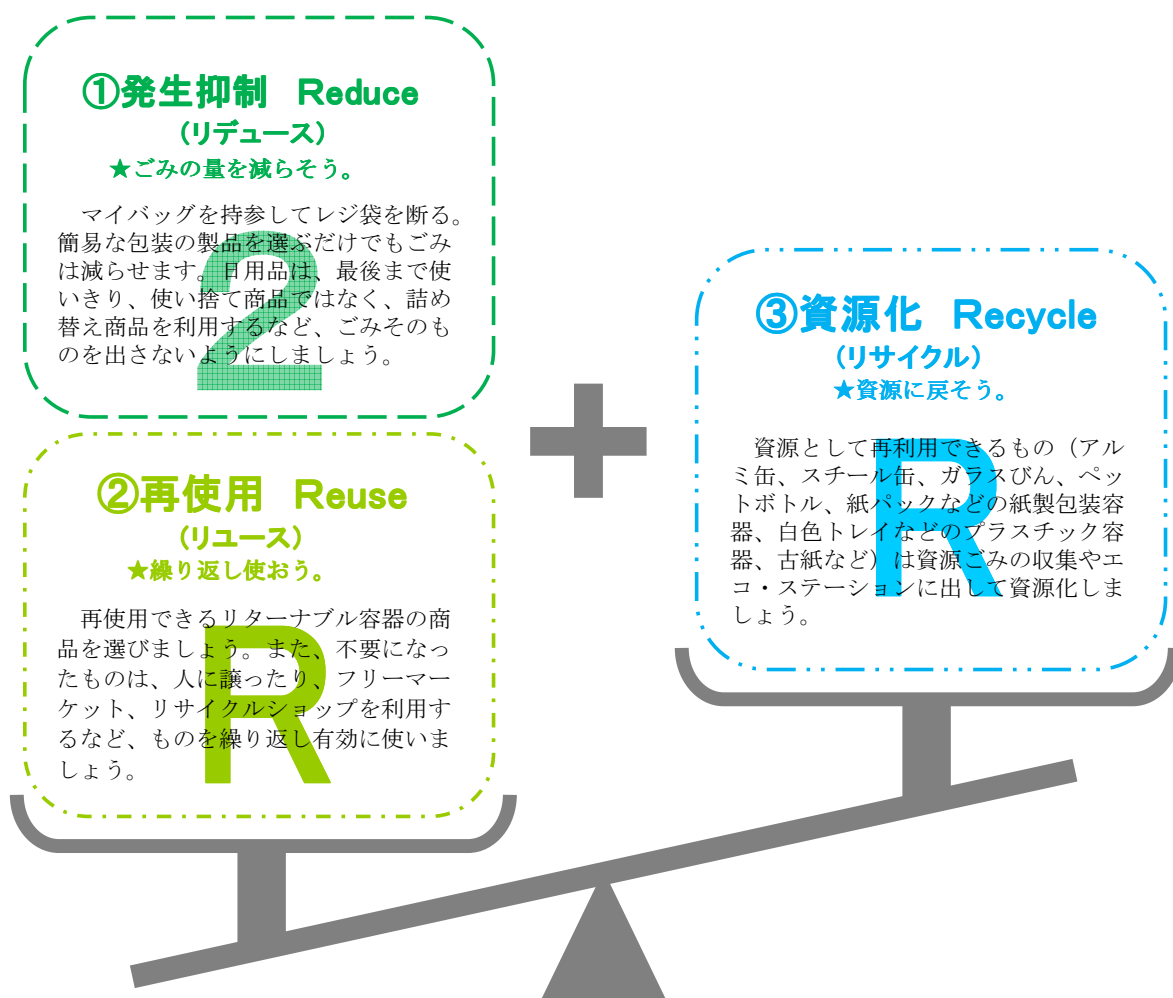 ①発生抑制　Reduce
(リデュース)
★ごみの量を減らそう。
マイバッグを持参してレジ袋を断る。
簡易な包装の製品を選ぶだけでもごみ
は減らせます。日用品は、最後まで使
いきり、使い捨て商品ではなく、詰め
替え商品を利用するなど、ごみそのも
のを出さないようにしましょう。
2
②再使用　Reuse
(リユース)
★繰り返し使おう。
再使用できるリターナブル容器の商
品を選びましょう。また、不要になっ
たものは、人に譲ったり、フリーマー
ケット、リサイクルショップを利用す
るなど、ものを繰り返し有効に使いま
しょう。
R
+
③資源化　Recycle
(リサイクル)
★資源に戻そう。
資源として再利用できるもの（アル
ミ缶、スチール缶、ガラスびん、ペッ
トボトル、紙パックなどの紙製包装容
器、白色トレイなどのプラスチック容
器、古紙など）は資源ごみの収集やエ
コ・ステーションに出して資源化しま
しょう。
R